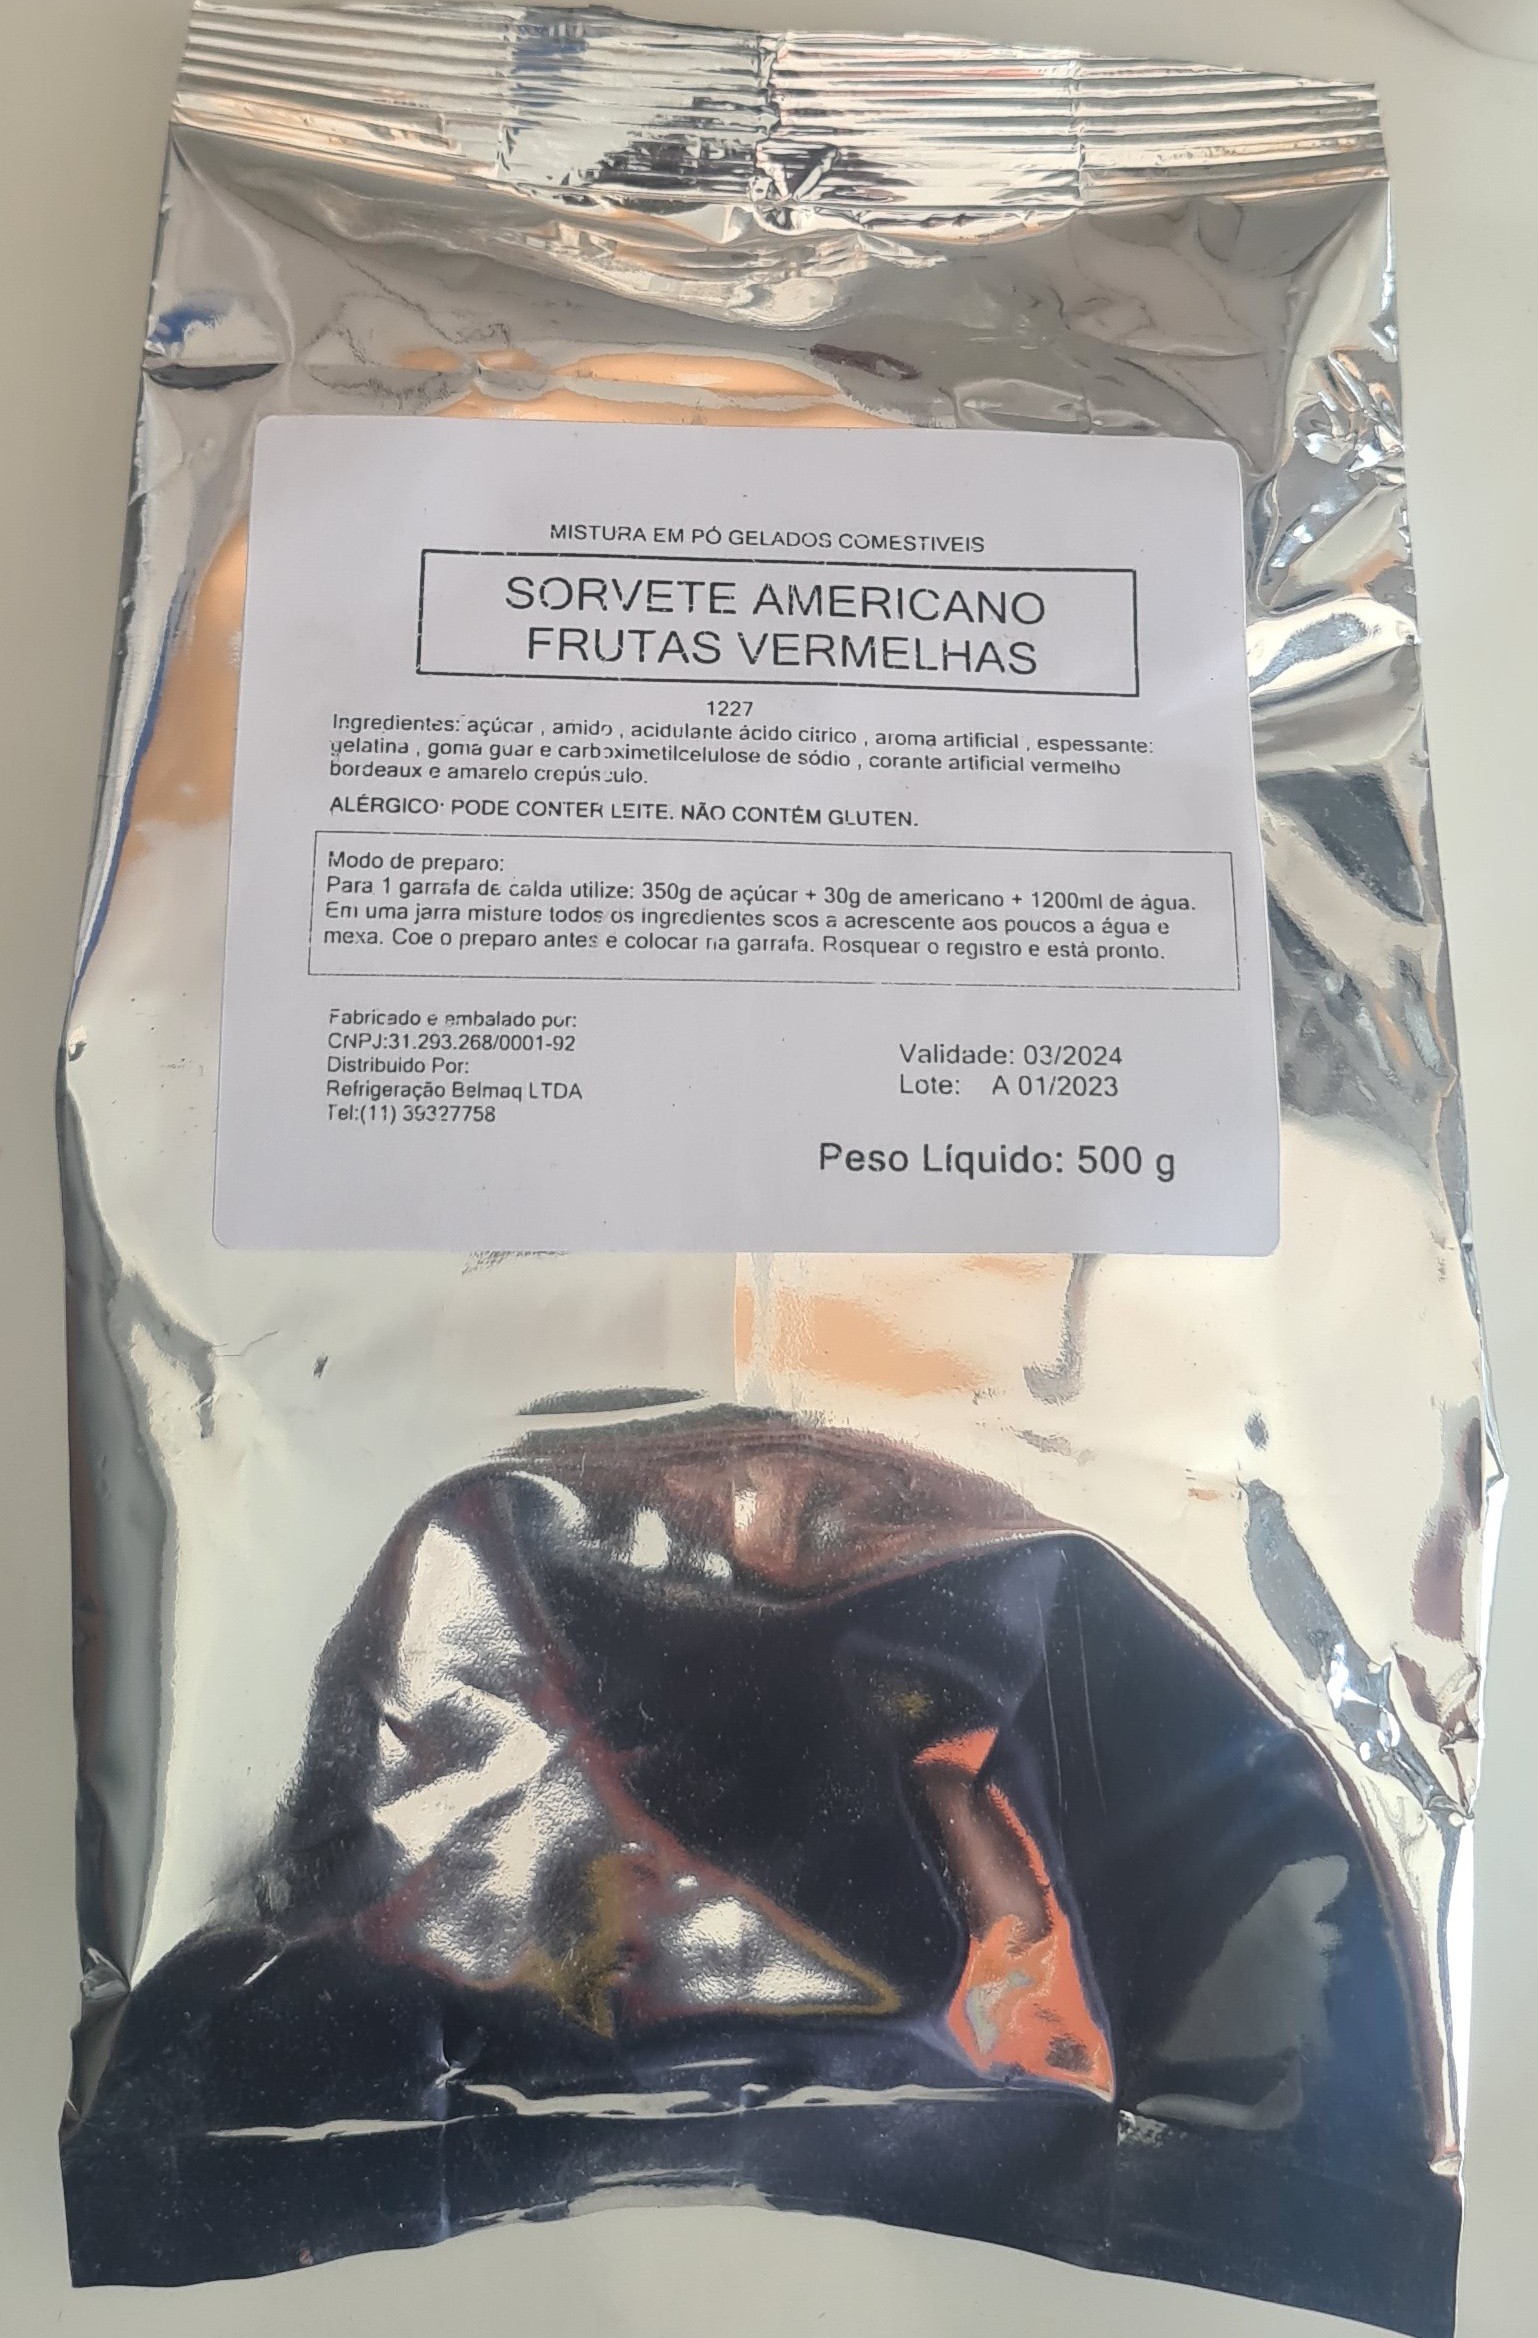 MISTURA EM PÓ GELADOS COMESTIVEIS
SORVETE AMERICANO
FRUTAS VERMELHAS
1227
Ingredientes: açúcar , amido , acidulante ácido citrico , aroma artificial , espessante:
gelatina , goma guar e carboximetilcelulose de sódio , corante artificial vermelho
bordeaux e amarelo crepúsculo.
ALÉRGICO: PODE CONTER LEITE. NÃO CONTÉM GLUTEN.
Modo de preparo:
Para 1 garrafa de calda utilize: 350g de açúcar + 30g de americano + 1200ml de água.
Em uma jarra misture todos os ingredientes scos a acrescente aos poucos a água e
mexa. Coe o preparo antes e colocar na garrafa. Rosquear o registro e está pronto.
Fabricado e embalado por:
CNPJ:31.293.268/0001-92
Distribuido Por:
Refrigeração Belmaq LTDA
Tel:(11) 39327758
Validade: 03/2024
Lote: A 01/2023
Peso Líquido: 500 g